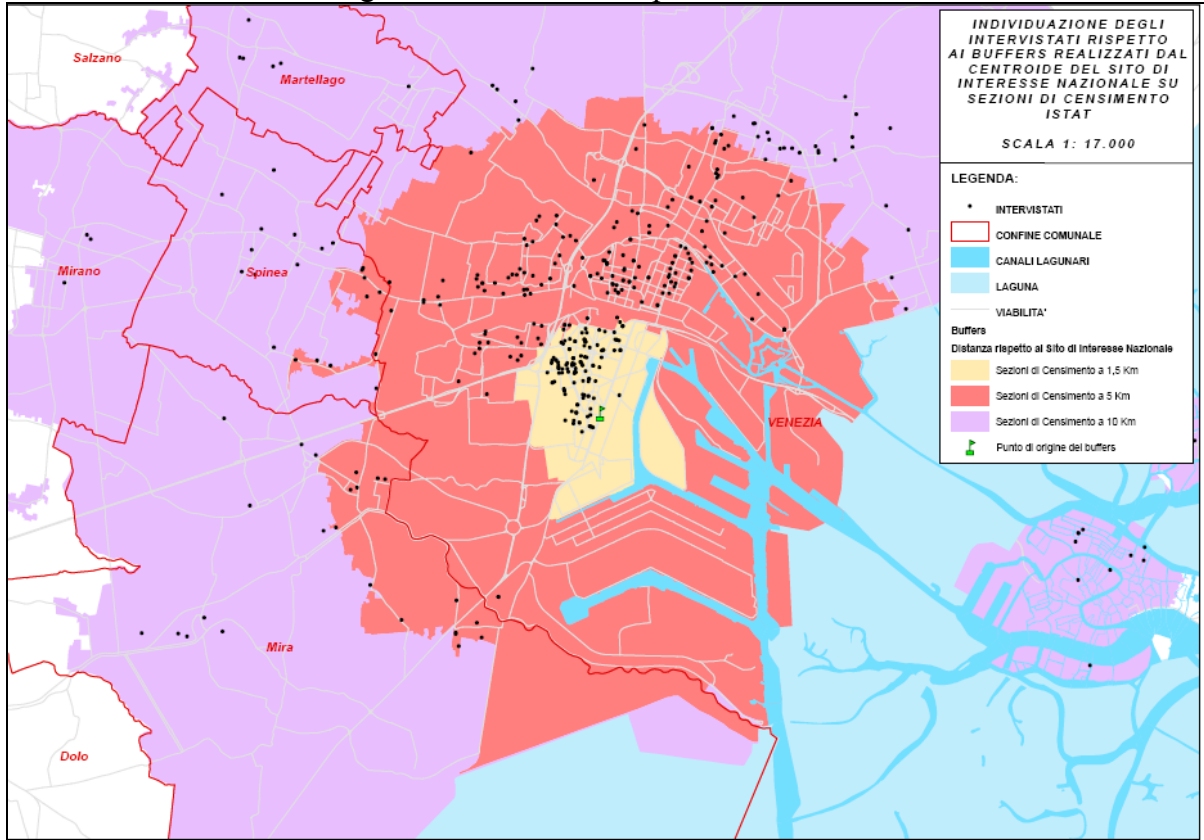 INDIVIDUAZIONE DEGLI
INTERVISTATI RISPETTO
AI BUFFERS REALIZZATI DAL
CENTROIDE DEL SITO DI
INTERESSE NAZIONALE SU
SEZIONI DI CENSIMENTO
ISTAT
SCALA 1: 17.000
LEGENDA:
INTERVISTATI
CONFINE COMUNALE
CANALI LAGUNARI
LAGUNA
VIABILITA'
Buffers
Distanza rispetto al Sito di Interesse Nazionale
Sezioni di Censimento a 1,5 Km
Sezioni di Censimento a 5 Km
Sezioni di Censimento a 10 Km
Punto di origine dei buffers
Salzano
Martellago
Mirano
Spinea
VENEZIA
Mira
Dolo